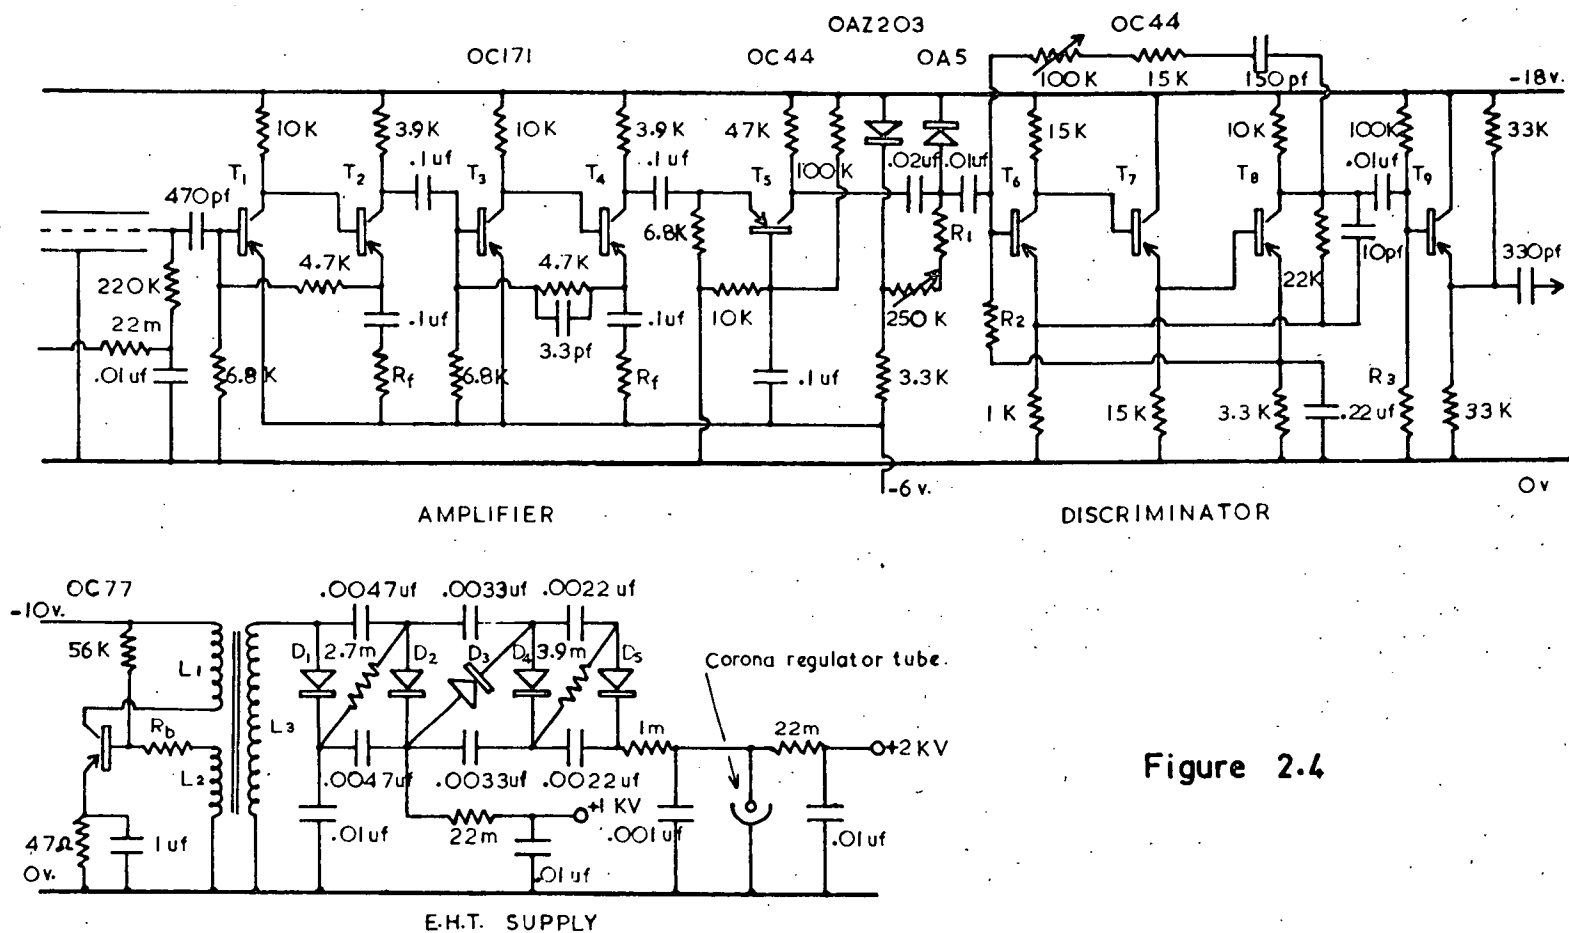 OAZ203 OC44
OC171 OC44 OA5
100K 15K 150pf -18v.
10K 3.9K 10K 3.9K 47K 15K 10K 100K 33K
.1uf .1uf 100K .02uf .01uf .01uf
T1 T2 T3 T4 T5 T6 T7 T8 T9
470pf
6.8K R1 10pf
4.7K 4.7K 22K 330pf
220K
22m 10K 250K R2
3.3pf
.1uf .1uf
.01uf 6.8K Rf 6.8K Rf .1uf 3.3K R3
1K 15K 3.3K .22uf 33K
-6v. 0v
AMPLIFIER DISCRIMINATOR
OC77 .0047uf .0033uf .0022uf
-10v.
56K L1 D1 2.7m D2 D3 D4 3.9m D5 Corona regulator tube.
Rb L3 1m 22m
L2 +2KV
.0047uf .0033uf .0022uf
Figure 2.4
+1KV
.01uf 22m .001uf .01uf
47Ω 1uf
0v. .01uf
E.H.T. SUPPLY